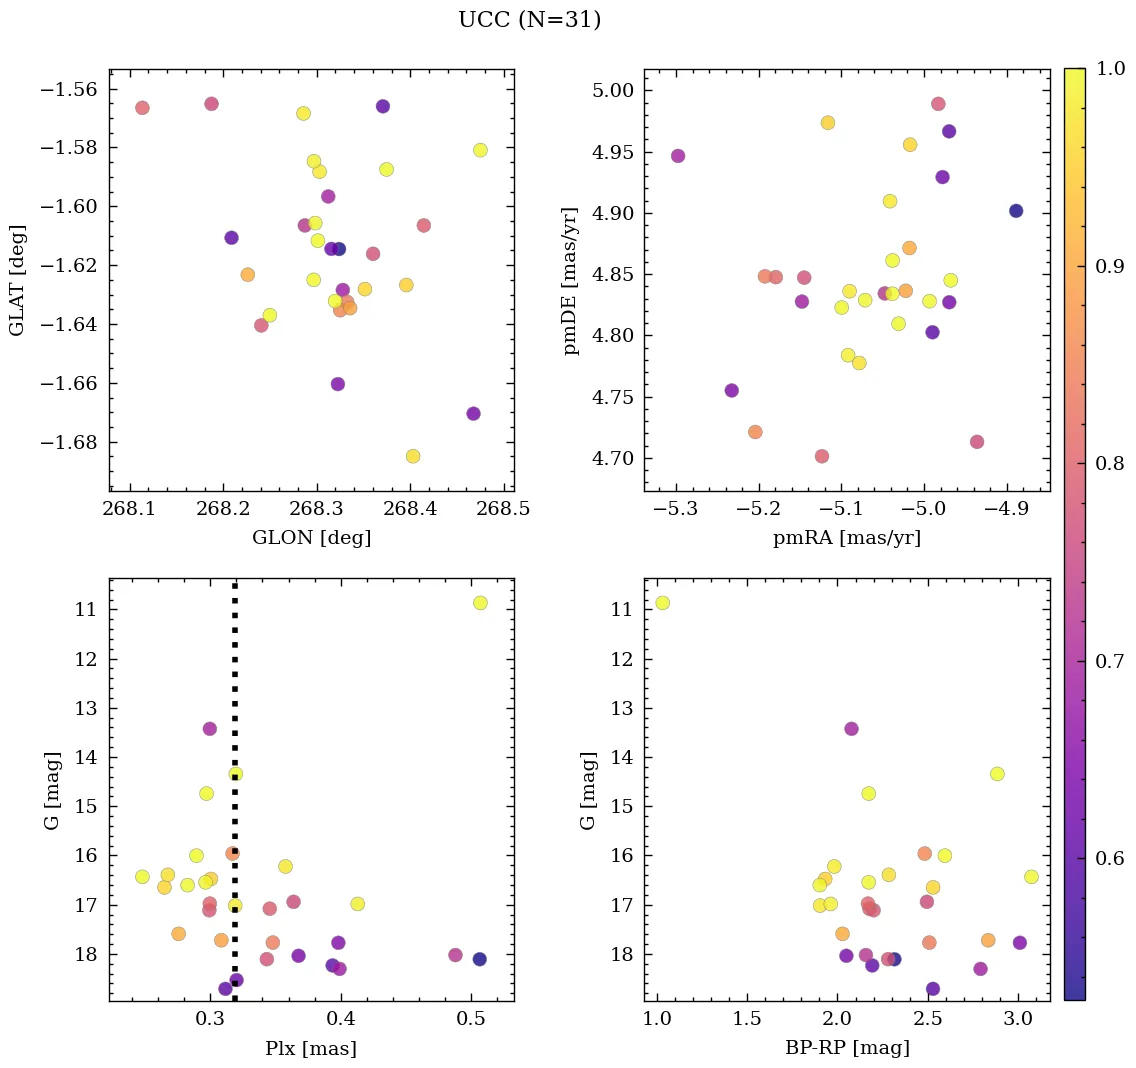 UCC (N=31)
−1.56
−1.58
−1.60
−1.62
−1.64
−1.66
−1.68
GLAT [deg]
268.1 268.2 268.3 268.4 268.5
GLON [deg]
5.00
4.95
4.90
4.85
4.80
4.75
4.70
pmDE [mas/yr]
−5.3 −5.2 −5.1 −5.0 −4.9
pmRA [mas/yr]
11
12
13
14
15
16
17
18
G [mag]
0.3 0.4 0.5
Plx [mas]
11
12
13
14
15
16
17
18
G [mag]
1.0 1.5 2.0 2.5 3.0
BP-RP [mag]
1.0
0.9
0.8
0.7
0.6